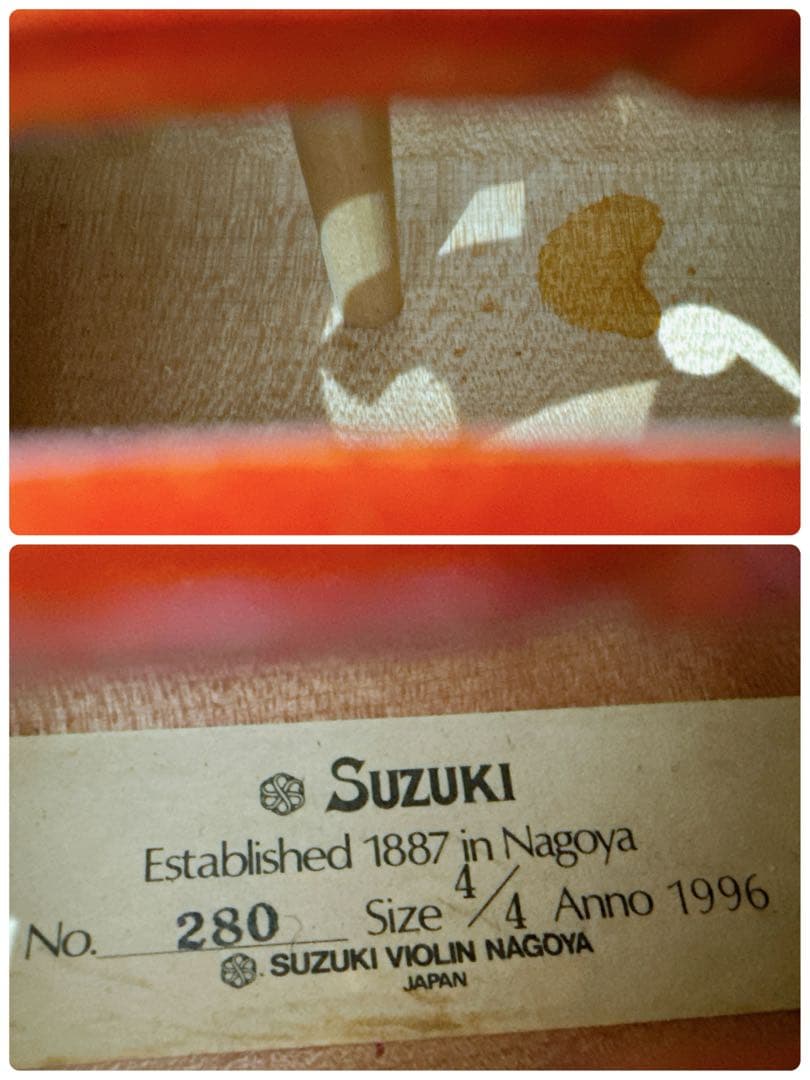 SUZUKI
Established 1887 in Nagoya
No. 280 Size 4/4 Anno 1996
SUZUKI VIOLIN NAGOYA
JAPAN